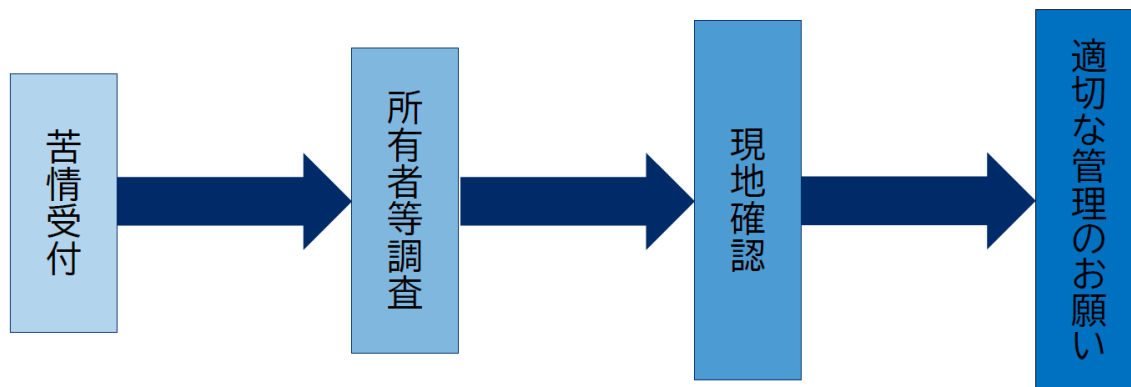 苦情受付
所有者等調査
現地確認
適切な管理のお願い